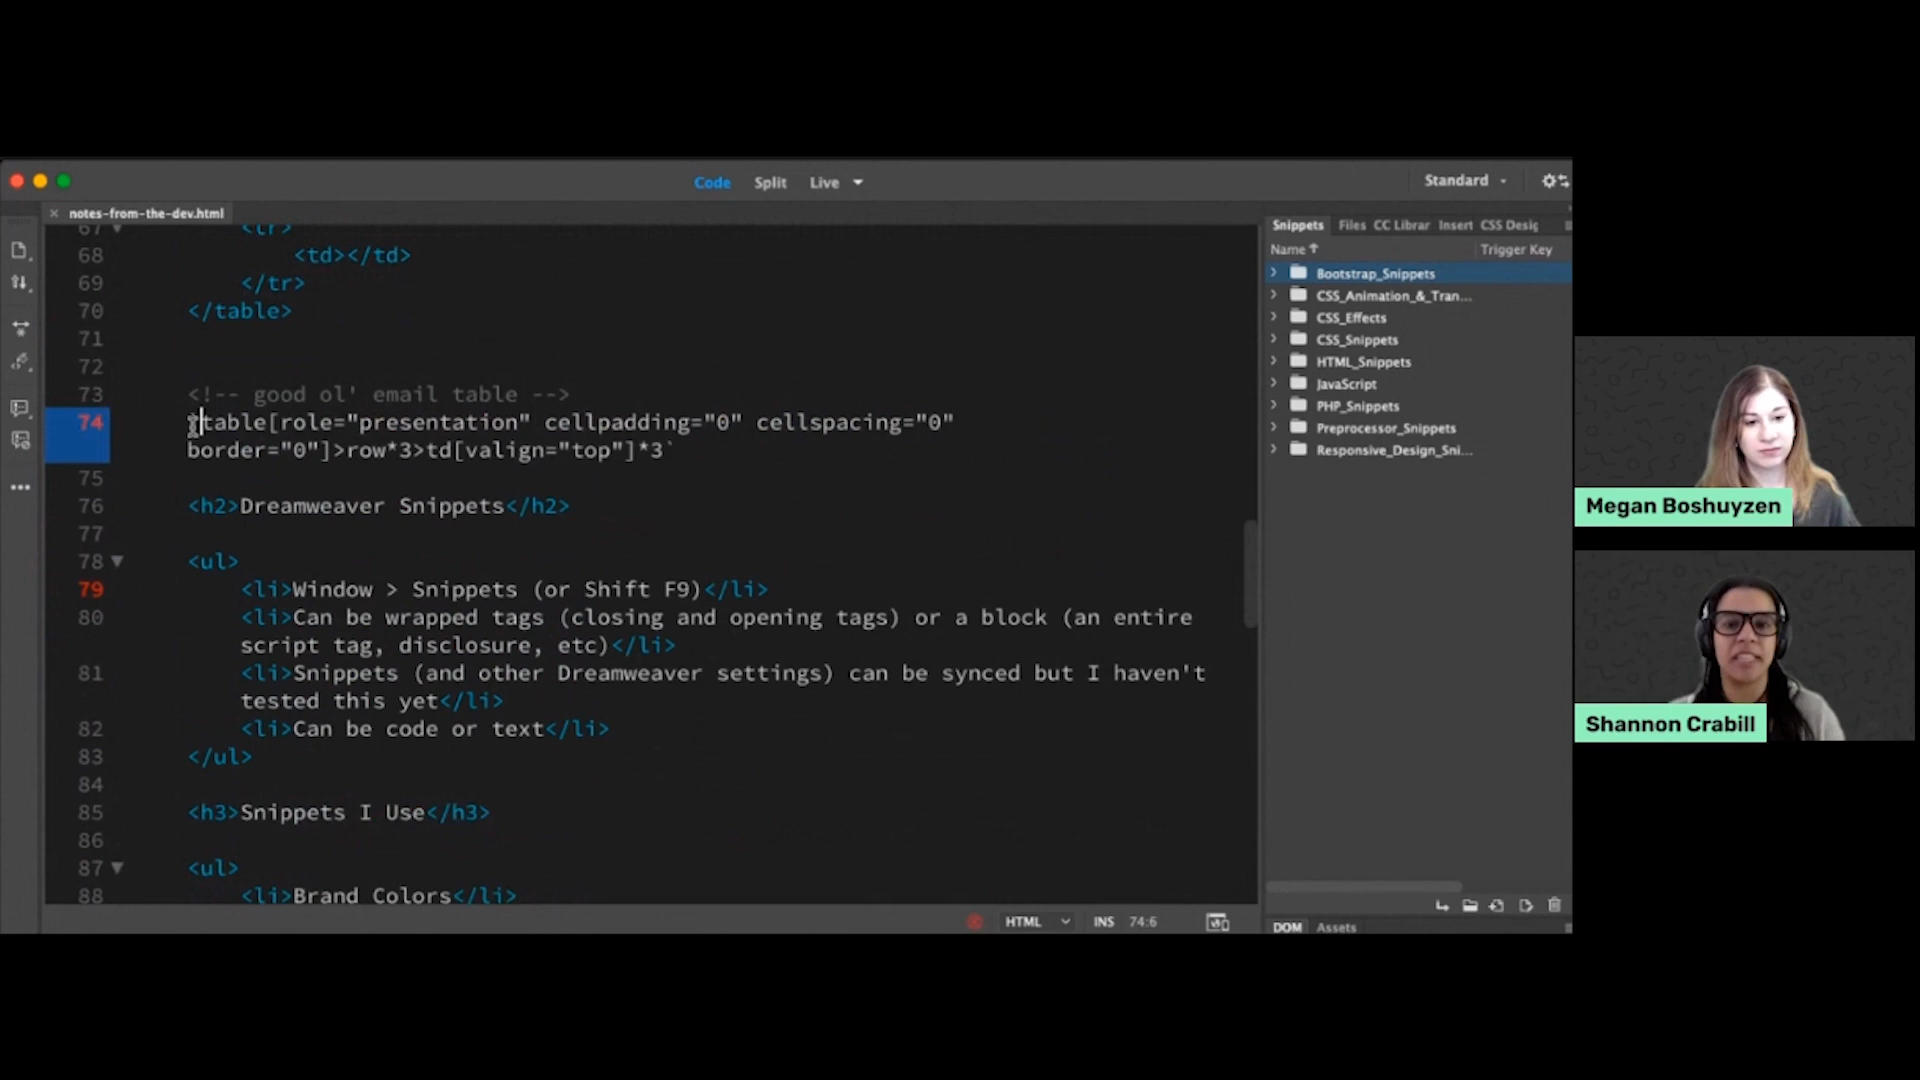 Code Split Live
Standard
notes-from-the-dev.html
67 <tr>
68 <td></td>
69 </tr>
70 </table>
71
72
73 <!-- good ol' email table -->
74 `table[role="presentation" cellpadding="0" cellspacing="0"
border="0"]>row*3>td[valign="top"]*3`
75
76 <h2>Dreamweaver Snippets</h2>
77
78 <ul>
79 <li>Window > Snippets (or Shift F9)</li>
80 <li>Can be wrapped tags (closing and opening tags) or a block (an entire
script tag, disclosure, etc)</li>
81 <li>Snippets (and other Dreamweaver settings) can be synced but I haven't
tested this yet</li>
82 <li>Can be code or text</li>
83 </ul>
84
85 <h3>Snippets I Use</h3>
86
87 <ul>
88 <li>Brand Colors</li>
HTML INS 74:6
Snippets Files CC Librar Insert CSS Desig
Name Trigger Key
Bootstrap_Snippets
CSS_Animation_&_Tran...
CSS_Effects
CSS_Snippets
HTML_Snippets
JavaScript
PHP_Snippets
Preprocessor_Snippets
Responsive_Design_Sni...
DOM Assets
Megan Boshuyzen
Shannon Crabill